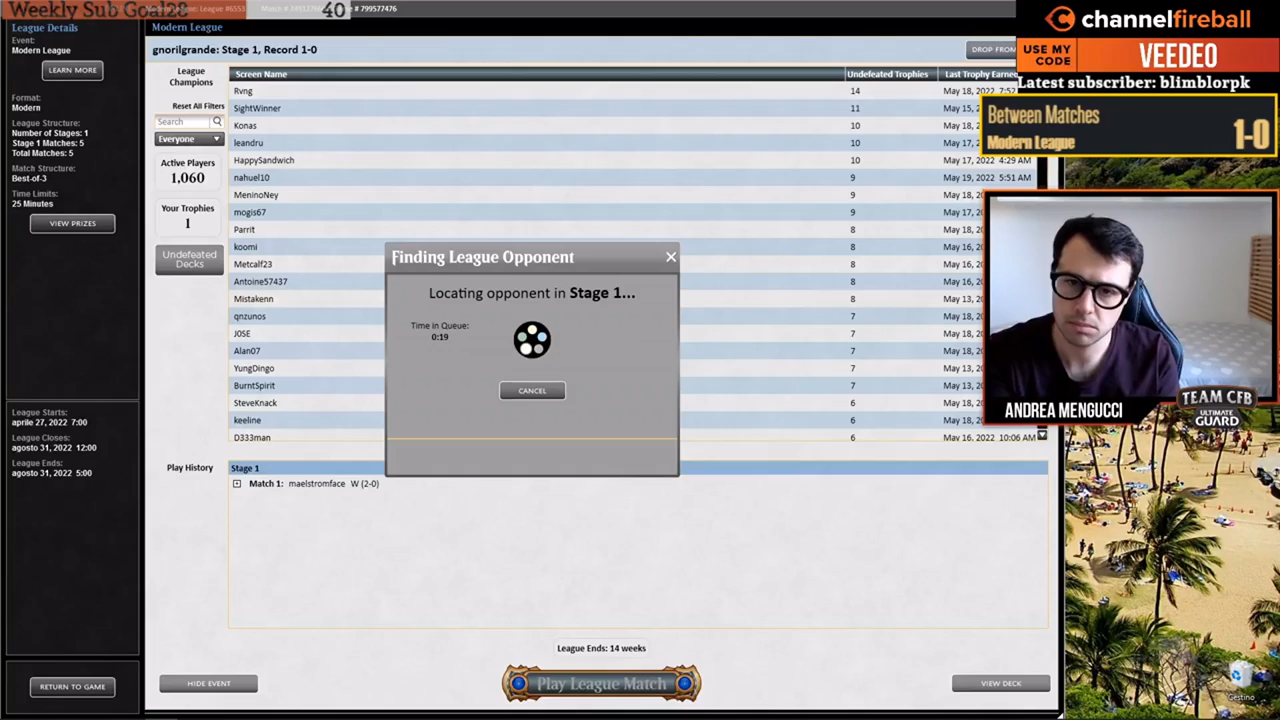 Weekly Sub Goal:
28
40
799577476
League Details
Event:
Modern League
LEARN MORE
Format:
Modern
League Structure:
Number of Stages: 1
Stage 1 Matches: 5
Total Matches: 5
Match Structure:
Best-of-3
Time Limits:
25 Minutes
VIEW PRIZES
League Starts:
aprile 27, 2022 7:00
League Closes:
agosto 31, 2022 12:00
League Ends:
agosto 31, 2022 5:00
RETURN TO GAME
Modern League
gnorilgrande: Stage 1, Record 1-0
DROP FROM
League
Champions
Reset All Filters
Search
Everyone
Active Players
1,060
Your Trophies
1
Undefeated
Decks
Screen Name Undefeated Trophies Last Trophy Earned
Rvng 14 May 18, 2022 7:52
SightWinner 11 May 15,
Konas 10 May 18,
leandru 10 May 17,
HappySandwich 10 May 17, 2022 4:29 AM
nahuel10 9 May 19, 2022 5:51 AM
MeninoNey 9 May 18,
mogis67 9 May 17,
Parrit 8 May 18,
koomi 8 May 16,
Metcalf23 8 May 16,
Antoine57437 8 May 16,
Mistakenn 8 May 13,
qnzunos 7 May 18,
J0SE 7 May 18,
Alan07 7 May 18,
YungDingo 7 May 13,
BurntSpirit 7 May 13,
SteveKnack 6 May 18,
keeline 6 May 18,
D333man 6 May 16, 2022 10:06 AM
Finding League Opponent
Locating opponent in Stage 1...
Time in Queue:
0:19
CANCEL
Play History
Stage 1
Match 1: maelstromface W (2-0)
League Ends: 14 weeks
HIDE EVENT
Play League Match
VIEW DECK
channelfireball
USE MY
CODE
VEEDEO
Latest subscriber: blimblorpk
Between Matches
Modern League
1-0
ANDREA MENGUCCI
TEAM CFB
ULTIMATE
GUARD
Gestino